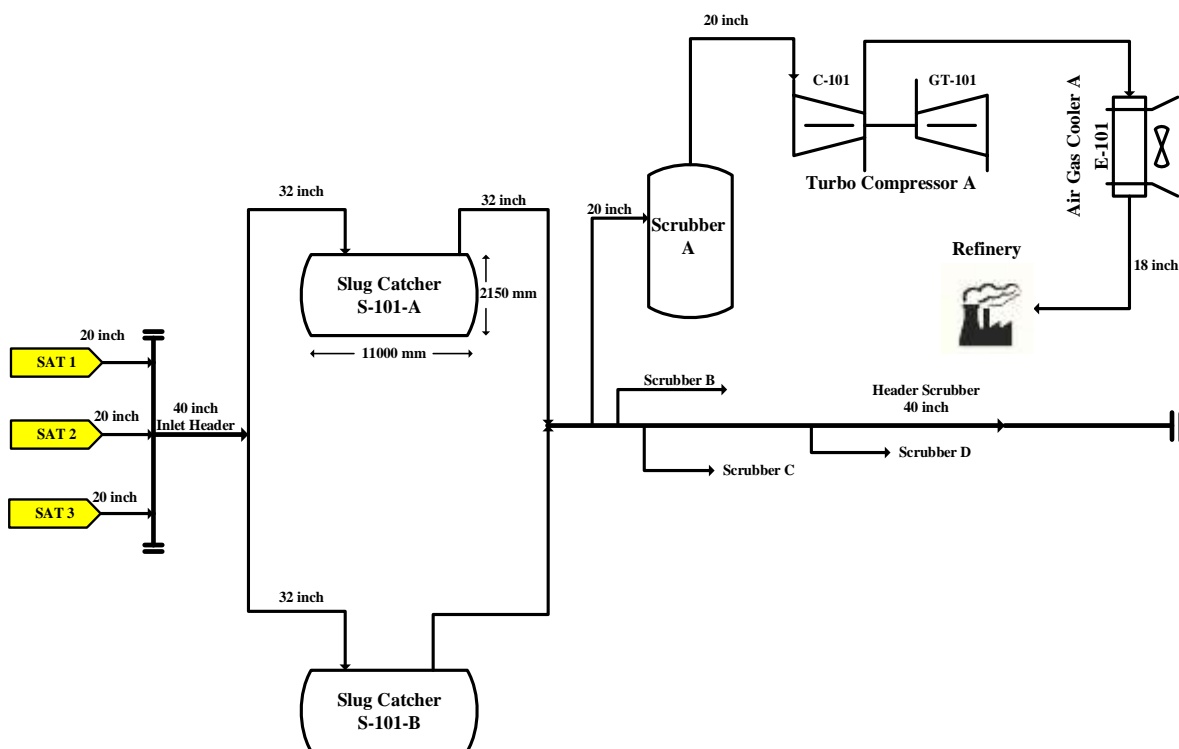 20 inch
C-101
GT-101
Turbo Compressor A
Air Gas Cooler A
E-101
32 inch
32 inch
20 inch
Scrubber
A
Refinery
18 inch
Slug Catcher
S-101-A
2150 mm
11000 mm
20 inch
SAT 1
20 inch
SAT 2
20 inch
SAT 3
40 inch
Inlet Header
Scrubber B
Header Scrubber
40 inch
Scrubber C
Scrubber D
32 inch
Slug Catcher
S-101-B